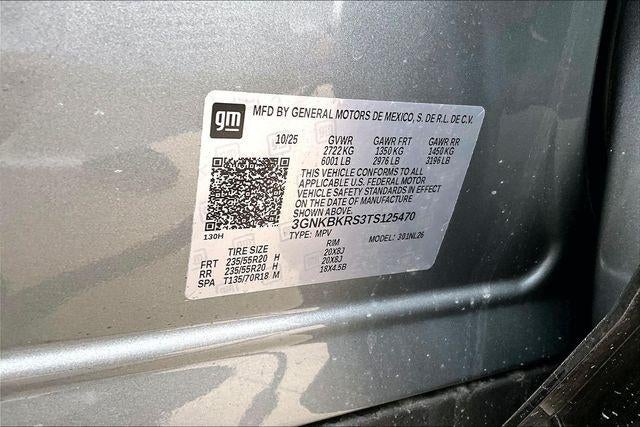 gm
MFD BY GENERAL MOTORS DE MEXICO, S. DE R.L. DE C.V.
10/25 GVWR GAWR FRT GAWR RR
2722 KG 1350 KG 1450 KG
6001 LB 2976 LB 3196 LB
THIS VEHICLE CONFORMS TO ALL
APPLICABLE U.S. FEDERAL MOTOR
VEHICLE SAFETY STANDARDS IN EFFECT
ON THE DATE OF MANUFACTURE
SHOWN ABOVE.
3GNKBKRS3TS125470
130H TYPE: MPV MODEL: 301NL26
TIRE SIZE RIM
FRT 235/55R20 H 20X8J
RR 235/55R20 H 20X8J
SPA T135/70R18 M 18X4.5B